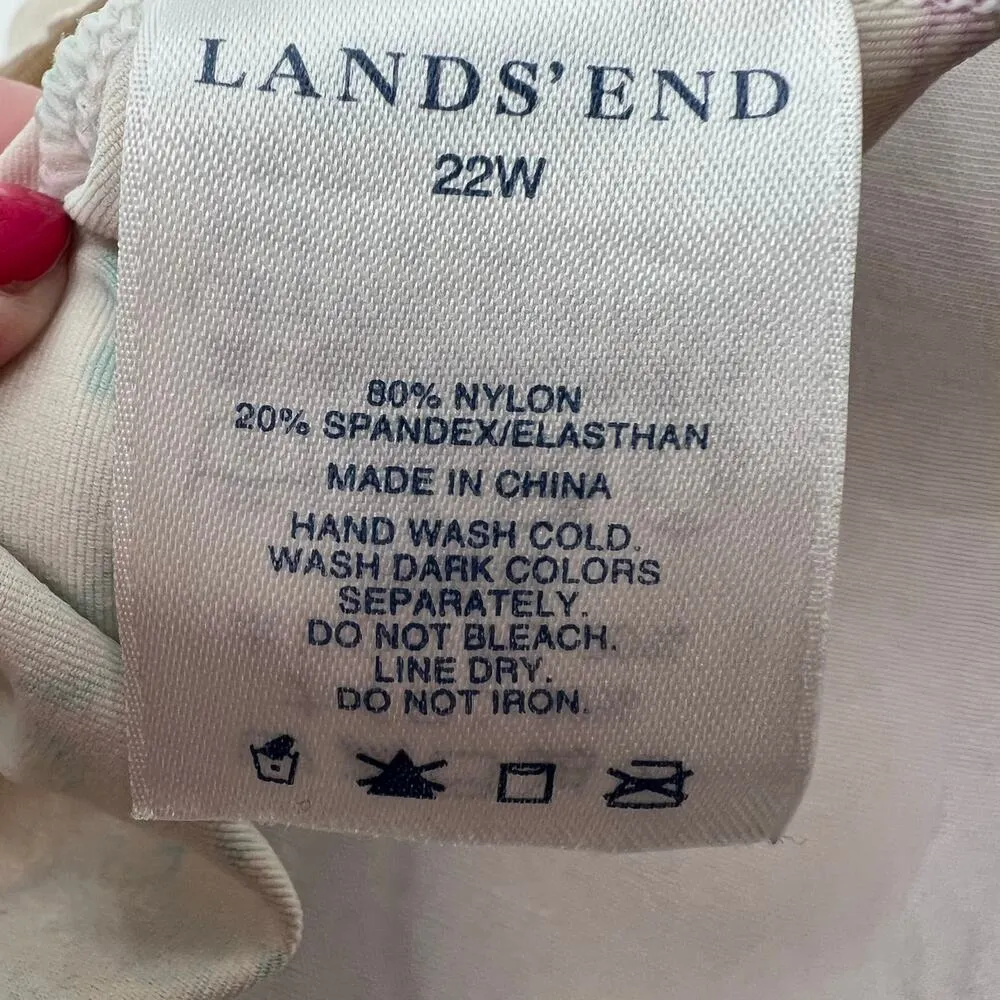 LANDS' END
22W
80% NYLON
20% SPANDEX/ELASTHAN
MADE IN CHINA
HAND WASH COLD.
WASH DARK COLORS
SEPARATELY.
DO NOT BLEACH.
LINE DRY.
DO NOT IRON.